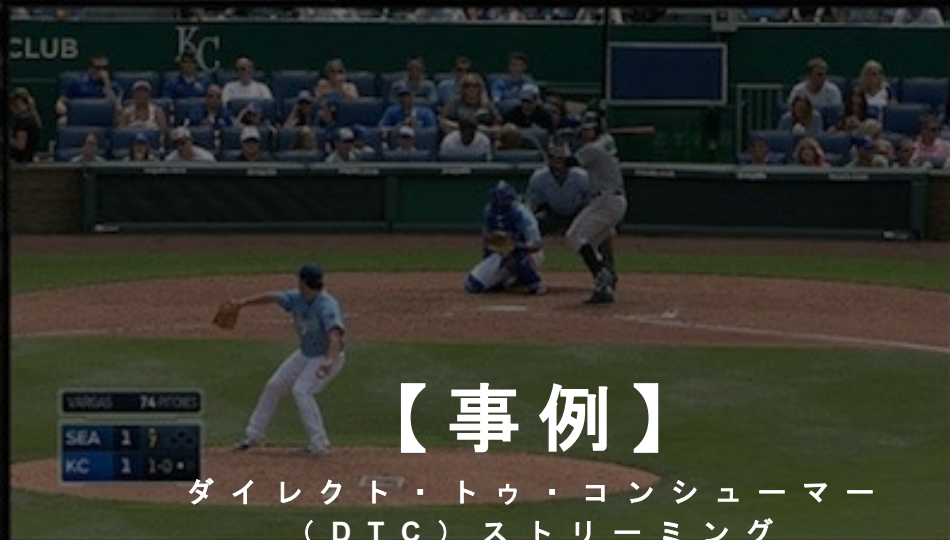 CLUB
KC
VARGAS 74 PITCHES
SEA 1
KC 1 1-0
【事例】
ダイレクト・トゥ・コンシューマー
（DTC）ストリーミング